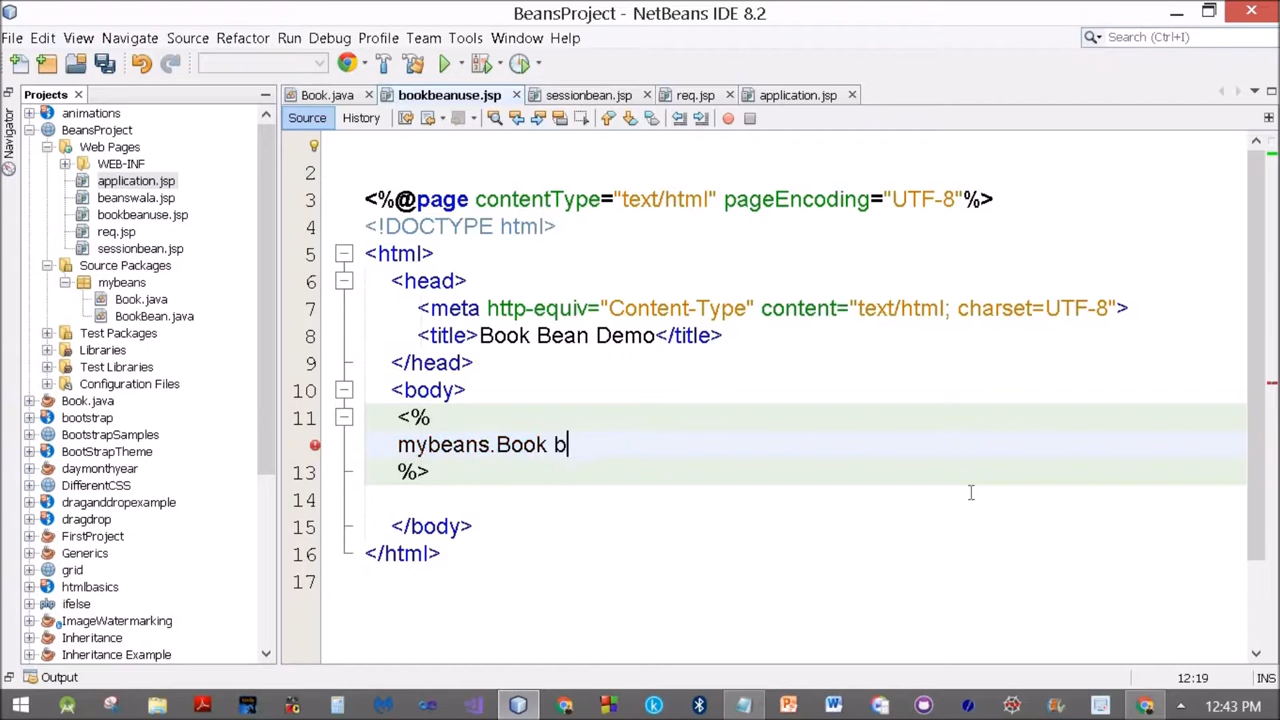 BeansProject - NetBeans IDE 8.2
File Edit View Navigate Source Refactor Run Debug Profile Team Tools Window Help
Search (Ctrl+I)
Projects
Book.java bookbeanuse.jsp sessionbean.jsp req.jsp application.jsp
Navigator
Source History
animations
BeansProject
Web Pages
WEB-INF
application.jsp
beanswala.jsp
bookbeanuse.jsp
req.jsp
sessionbean.jsp
Source Packages
mybeans
Book.java
BookBean.java
Test Packages
Libraries
Test Libraries
Configuration Files
Book.java
bootstrap
BootstrapSamples
BootStrapTheme
daymonthyear
DifferentCSS
draganddropexample
dragdrop
FirstProject
Generics
grid
htmlbasics
ifelse
ImageWatermarking
Inheritance
Inheritance Example
2
3 <%@page contentType="text/html" pageEncoding="UTF-8"%>
4 <!DOCTYPE html>
5 <html>
6 <head>
7 <meta http-equiv="Content-Type" content="text/html; charset=UTF-8">
8 <title>Book Bean Demo</title>
9 </head>
10 <body>
11 <%
mybeans.Book b
13 %>
14
15 </body>
16 </html>
17
Output
12:19 INS
12:43 PM